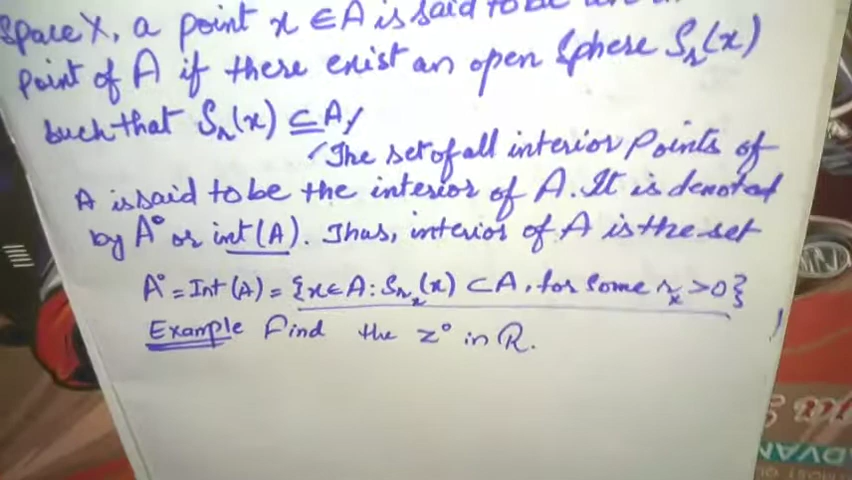 Space X, a point x ∈ A is said to be
Point of A if there exist an open Sphere Sᵣ(x)
such that Sᵣ(x) ⊆ A/
The set of all interior Points of
A is said to be the interior of A. It is denoted
by A° or int(A). Thus, interior of A is the set
A° = Int (A) = {x∈A: Sᵣₓ(x) ⊂ A, for some rₓ >0}
Example Find the z° in R.
ADVA